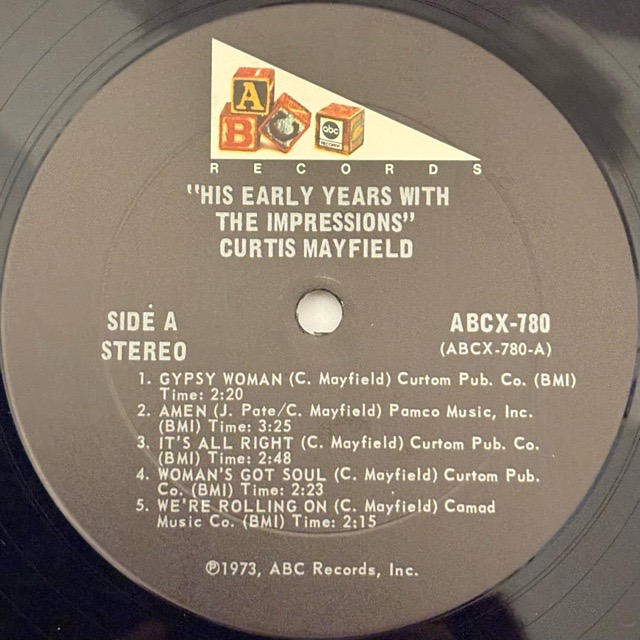 A
B
abc
RECORDS
RECORDS
"HIS EARLY YEARS WITH
THE IMPRESSIONS"
CURTIS MAYFIELD
SIDE A
STEREO
ABCX-780
(ABCX-780-A)
1. GYPSY WOMAN (C. Mayfield) Curtom Pub. Co. (BMI)
Time: 2:20
2. AMEN (J. Pate/C. Mayfield) Pamco Music, Inc.
(BMI) Time: 3:25
3. IT'S ALL RIGHT (C. Mayfield) Curtom Pub. Co.
(BMI) Time: 2:48
4. WOMAN'S GOT SOUL (C. Mayfield) Curtom Pub.
Co. (BMI) Time: 2:23
5. WE'RE ROLLING ON (C. Mayfield) Camad
Music Co. (BMI) Time: 2:15
℗1973, ABC Records, Inc.